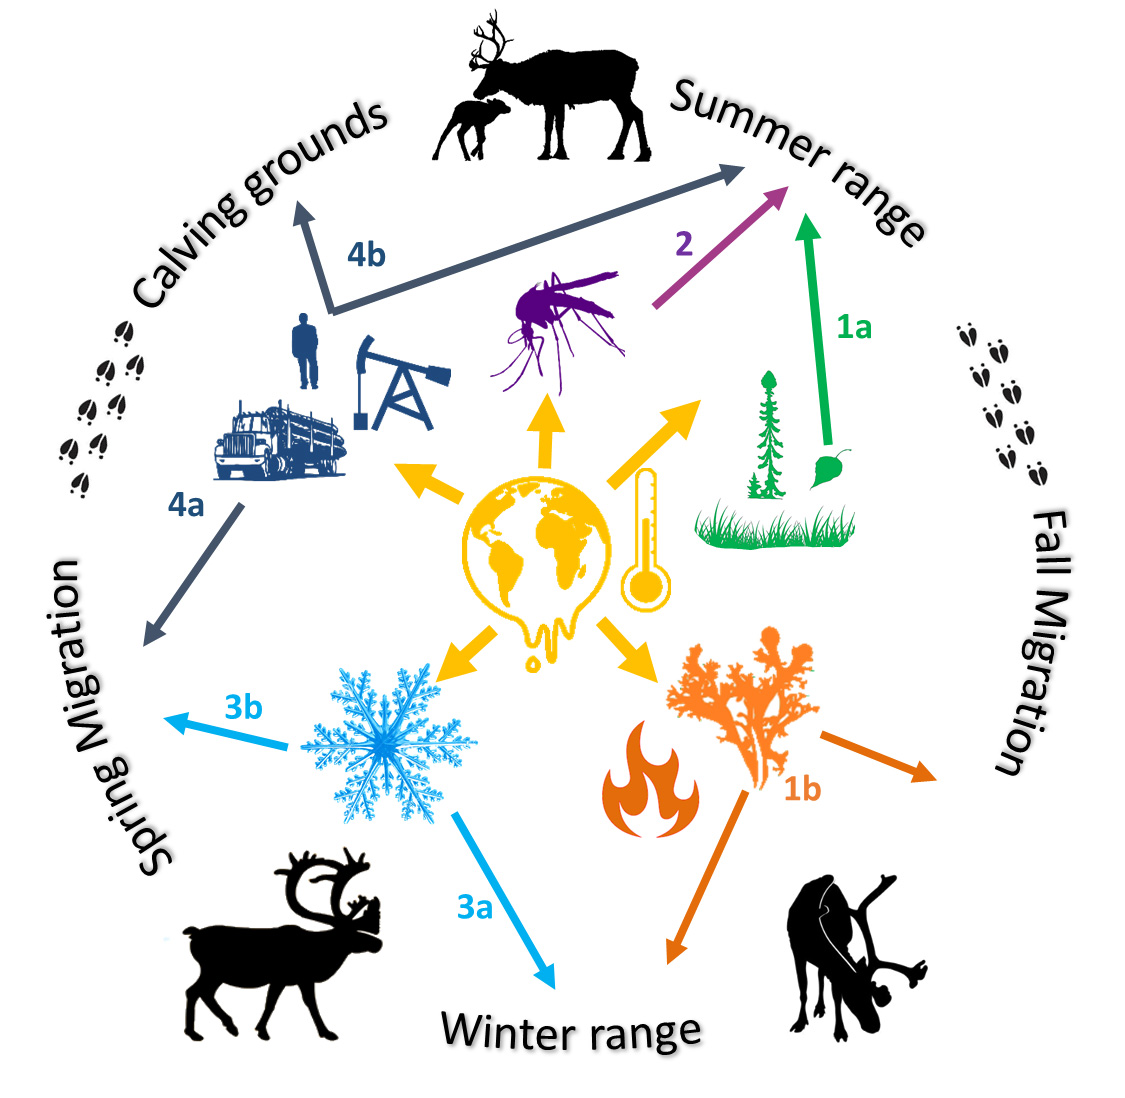 Calving grounds
Summer range
4b
2
1a
4a
Fall Migration
Spring Migration
3b
1b
3a
Winter range